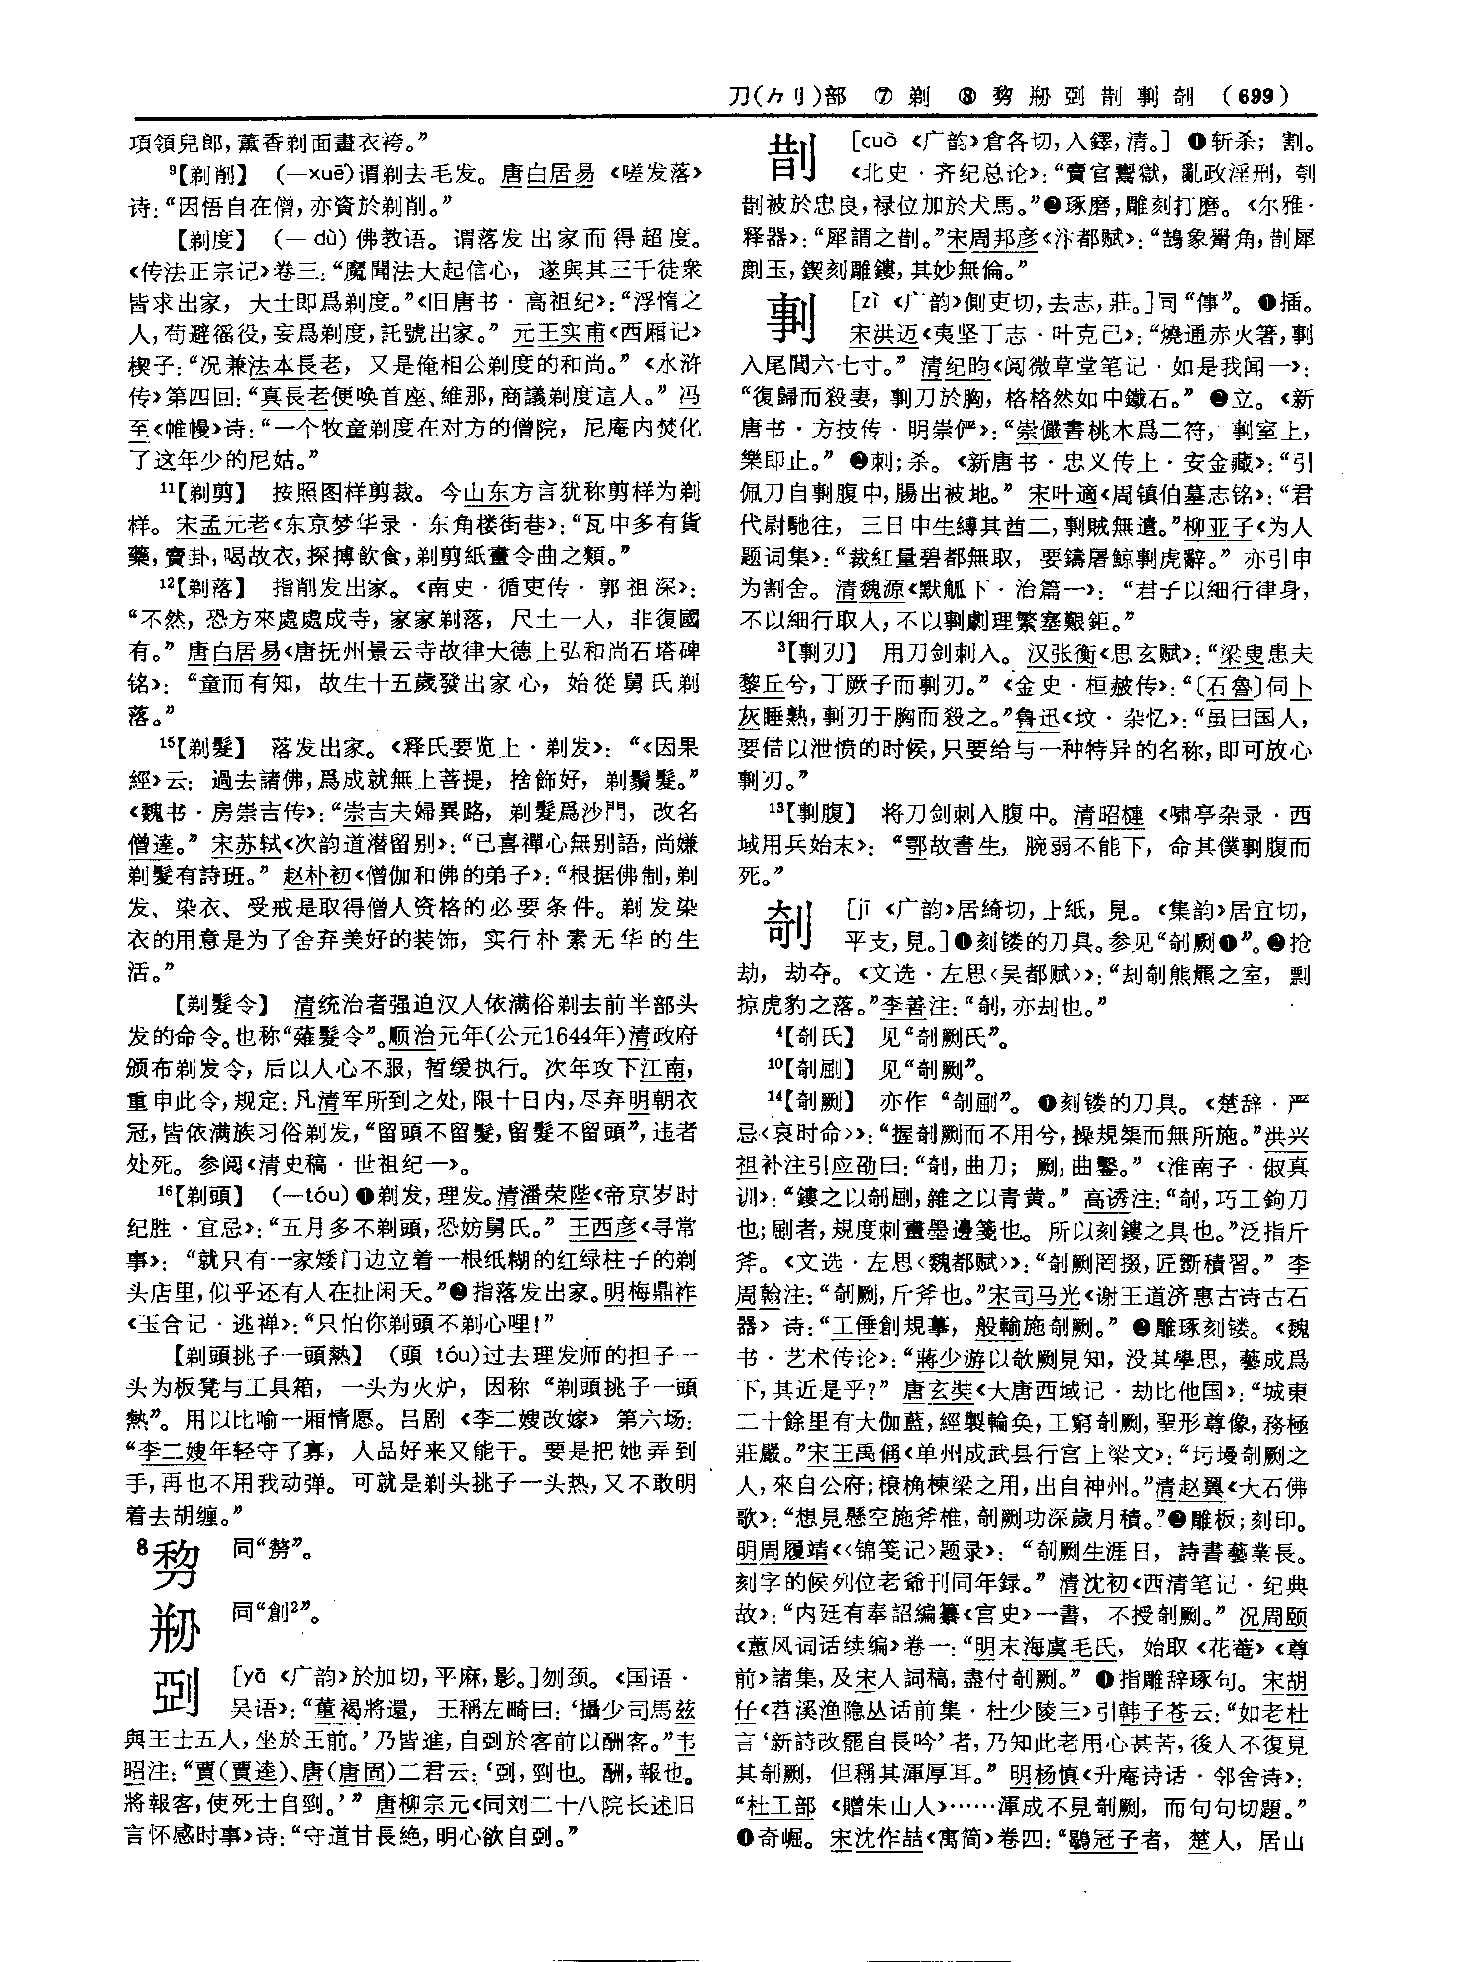 刀(⺈刂)部 ⑦ 剃 ⑧ 剺 剏 剄 剒 剚 剞 (699)
項領兒郎,薰香剃面畫衣袴。”
⁹【剃削】 (—xuē)谓剃去毛发。唐白居易《嗟发落》
诗:“因悟自在僧,亦資於剃削。”
【剃度】 (—dù)佛教语。谓落发出家而得超度。
《传法正宗记》卷三:“魔聞法大起信心, 遂與其三千徒衆
皆求出家, 大士即爲剃度。”《旧唐书·高祖纪》:“浮惰之
人,苟避徭役,妄爲剃度,託號出家。” 元王实甫《西厢记》
楔子:“况兼法本長老, 又是俺相公剃度的和尚。”《水浒
传》第四回:“真長老便唤首座、維那,商議剃度這人。” 冯
至《帷幔》诗:“一个牧童剃度在对方的僧院, 尼庵内焚化
了这年少的尼姑。”
¹¹【剃剪】 按照图样剪裁。今山东方言犹称剪样为剃
样。宋孟元老《东京梦华录·东角楼街巷》:“瓦中多有貨
藥,賣卦,喝故衣,探搏飲食,剃剪紙畫令曲之類。”
¹²【剃落】 指削发出家。《南史·循吏传·郭祖深》:
“不然,恐方來處處成寺,家家剃落, 尺土一人, 非復國
有。” 唐白居易《唐抚州景云寺故律大德上弘和尚石塔碑
铭》: “童而有知, 故生十五歲發出家心, 始從舅氏剃
落。”
¹⁵【剃髮】 落发出家。《释氏要览上·剃发》: “《因果
經》云: 過去諸佛,爲成就無上菩提, 捨飾好, 剃鬚髮。”
《魏书·房崇吉传》:“崇吉夫婦異路, 剃髮爲沙門, 改名
僧達。” 宋苏轼《次韵道潜留别》:“已喜禪心無别語,尚嫌
剃髮有詩班。” 赵朴初《僧伽和佛的弟子》:“根据佛制,剃
发、染衣、受戒是取得僧人资格的必要条件。剃发染
衣的用意是为了舍弃美好的装饰, 实行朴素无华的生
活。”
【剃髮令】 清统治者强迫汉人依满俗剃去前半部头
发的命令。也称“薙髮令”。顺治元年(公元1644年)清政府
颁布剃发令,后以人心不服,暂缓执行。次年攻下江南,
重申此令,规定:凡清军所到之处,限十日内,尽弃明朝衣
冠,皆依满族习俗剃发,“留頭不留髮,留髮不留頭”,违者
处死。参阅《清史稿·世祖纪一》。
¹⁶【剃頭】 (—tóu)❶剃发,理发。清潘荣陛《帝京岁时
纪胜·宜忌》:“五月多不剃頭,恐妨舅氏。” 王西彦《寻常
事》: “就只有一家矮门边立着一根纸糊的红绿柱子的剃
头店里,似乎还有人在扯闲天。”❷指落发出家。明梅鼎祚
《玉合记·逃禅》:“只怕你剃頭不剃心哩!”
【剃頭挑子一頭熱】 (頭 tóu)过去理发师的担子一
头为板凳与工具箱, 一头为火炉, 因称“剃頭挑子一頭
熱”。用以比喻一厢情愿。吕剧《李二嫂改嫁》第六场:
“李二嫂年轻守了寡, 人品好来又能干。要是把她弄到
手,再也不用我动弹。可就是剃头挑子一头热,又不敢明
着去胡缠。”
8 剺 同“剺”。
剏 同“創²”。
剄 [yā 《广韵》於加切,平麻,影。]刎颈。《国语·
吴语》:“董褐將還, 王稱左畸曰:‘攝少司馬兹
與王士五人,坐於王前。’乃皆進,自剄於客前以酬客。”韦
昭注:“賈(賈逵)、唐(唐固)二君云:‘剄,剄也。酬,報也。
將報客,使死士自剄。’” 唐柳宗元《同刘二十八院长述旧
言怀感时事》诗:“守道甘長絶,明心欲自剄。”
剒 [cuò 《广韵》倉各切,入鐸,清。] ❶斩杀; 割。
《北史·齐纪总论》:“賣官鬻獄, 亂政淫刑, 刳
剒被於忠良,禄位加於犬馬。”❷琢磨,雕刻打磨。《尔雅·
释器》:“犀謂之剒。”宋周邦彦《汴都赋》:“鵠象觷角,剒犀
剫玉,鍥刻雕鏤,其妙無倫。”
剚 [zì 《广韵》側吏切,去志,莊。]同“傳”。❶插。
宋洪迈《夷坚丁志·叶克己》:“燒通赤火箸,剚
入尾閭六七寸。” 清纪昀《阅微草堂笔记·如是我闻一》:
“復歸而殺妻, 剚刀於胸, 格格然如中鐵石。” ❷立。《新
唐书·方技传·明崇俨》:“崇儼書桃木爲二符, 剚室上,
樂即止。” ❸刺;杀。《新唐书·忠义传上·安金藏》:“引
佩刀自剚腹中,腸出被地。” 宋叶適《周镇伯墓志铭》:“君
代尉馳往, 三日中生縛其酋二,剚賊無遺。”柳亚子《为人
题词集》:“裁紅量碧都無取, 要鑄屠鯨剚虎辭。” 亦引申
为割舍。清魏源《默觚下·治篇一》: “君子以細行律身,
不以細行取人,不以剚劇理繁塞艱鉅。”
³【剚刃】 用刀剑刺入。汉张衡《思玄赋》:“梁叟患夫
黎丘兮,丁厥子而剚刃。” 《金史·桓赧传》:“〔石魯〕伺卜
灰睡熟,剚刃于胸而殺之。”鲁迅《坟·杂忆》:“虽曰国人,
要借以泄愤的时候,只要给与一种特异的名称,即可放心
剚刃。”
¹³【剚腹】 将刀剑刺入腹中。清昭槤《啸亭杂录·西
域用兵始末》: “鄂故書生, 腕弱不能下, 命其僕剚腹而
死。”
剞 [jī 《广韵》居綺切,上紙,見。《集韵》居宜切,
平支,見。]❶刻镂的刀具。参见“剞劂❶”。❷抢
劫,劫夺。《文选·左思〈吴都赋〉》:“刦剞熊羆之室, 剽
掠虎豹之落。”李善注:“剞,亦刦也。”
⁴【剞氏】 见“剞劂氏”。
¹⁰【剞剧】 见“剞劂”。
¹⁴【剞劂】 亦作“剞剧”。❶刻镂的刀具。《楚辞·严
忌〈哀时命〉》:“握剞劂而不用兮,操規榘而無所施。”洪兴
祖补注引应劭曰:“剞,曲刀; 劂,曲鑿。” 《淮南子·俶真
训》:“鏤之以剞剧,雜之以青黄。” 高诱注:“剞,巧工鉤刀
也;剧者,規度刺畫墨邊箋也。所以刻鏤之具也。”泛指斤
斧。《文选·左思〈魏都赋〉》:“剞劂罔掇,匠斵積習。” 李
周翰注:“剞劂,斤斧也。”宋司马光《谢王道济惠古诗古石
器》诗:“工倕創規摹, 般輸施剞劂。” ❷雕琢刻镂。《魏
书·艺术传论》:“蔣少游以剞劂見知, 没其學思, 藝成爲
下,其近是乎?” 唐玄奘《大唐西域记·劫比他国》:“城東
二十餘里有大伽藍,經製輪奂,工窮剞劂,聖形尊像,務極
莊嚴。”宋王禹偁《单州成武县行宫上梁文》:“圬墁剞劂之
人,來自公府;榱桷棟梁之用,出自神州。”清赵翼《大石佛
歌》:“想見懸空施斧椎,剞劂功深歲月積。”❸雕板;刻印。
明周履靖《〈锦笺记〉题录》: “剞劂生涯日, 詩書藝業長。
刻字的候列位老爺刊同年録。” 清沈初《西清笔记·纪典
故》:“内廷有奉詔編纂《宫史》一書, 不授剞劂。” 况周颐
《蕙风词话续编》卷一:“明末海虞毛氏, 始取《花菴》《尊
前》諸集,及宋人詞稿,盡付剞劂。” ❹指雕辞琢句。宋胡
仔《苕溪渔隐丛话前集·杜少陵三》引韩子苍云:“如老杜
言‘新詩改罷自長吟’者,乃知此老用心甚苦,後人不復見
其剞劂, 但稱其渾厚耳。” 明杨慎《升庵诗话·邻舍诗》:
“杜工部《贈朱山人》……渾成不見剞劂, 而句句切題。”
❺奇崛。宋沈作喆《寓简》卷四:“鶡冠子者, 楚人, 居山